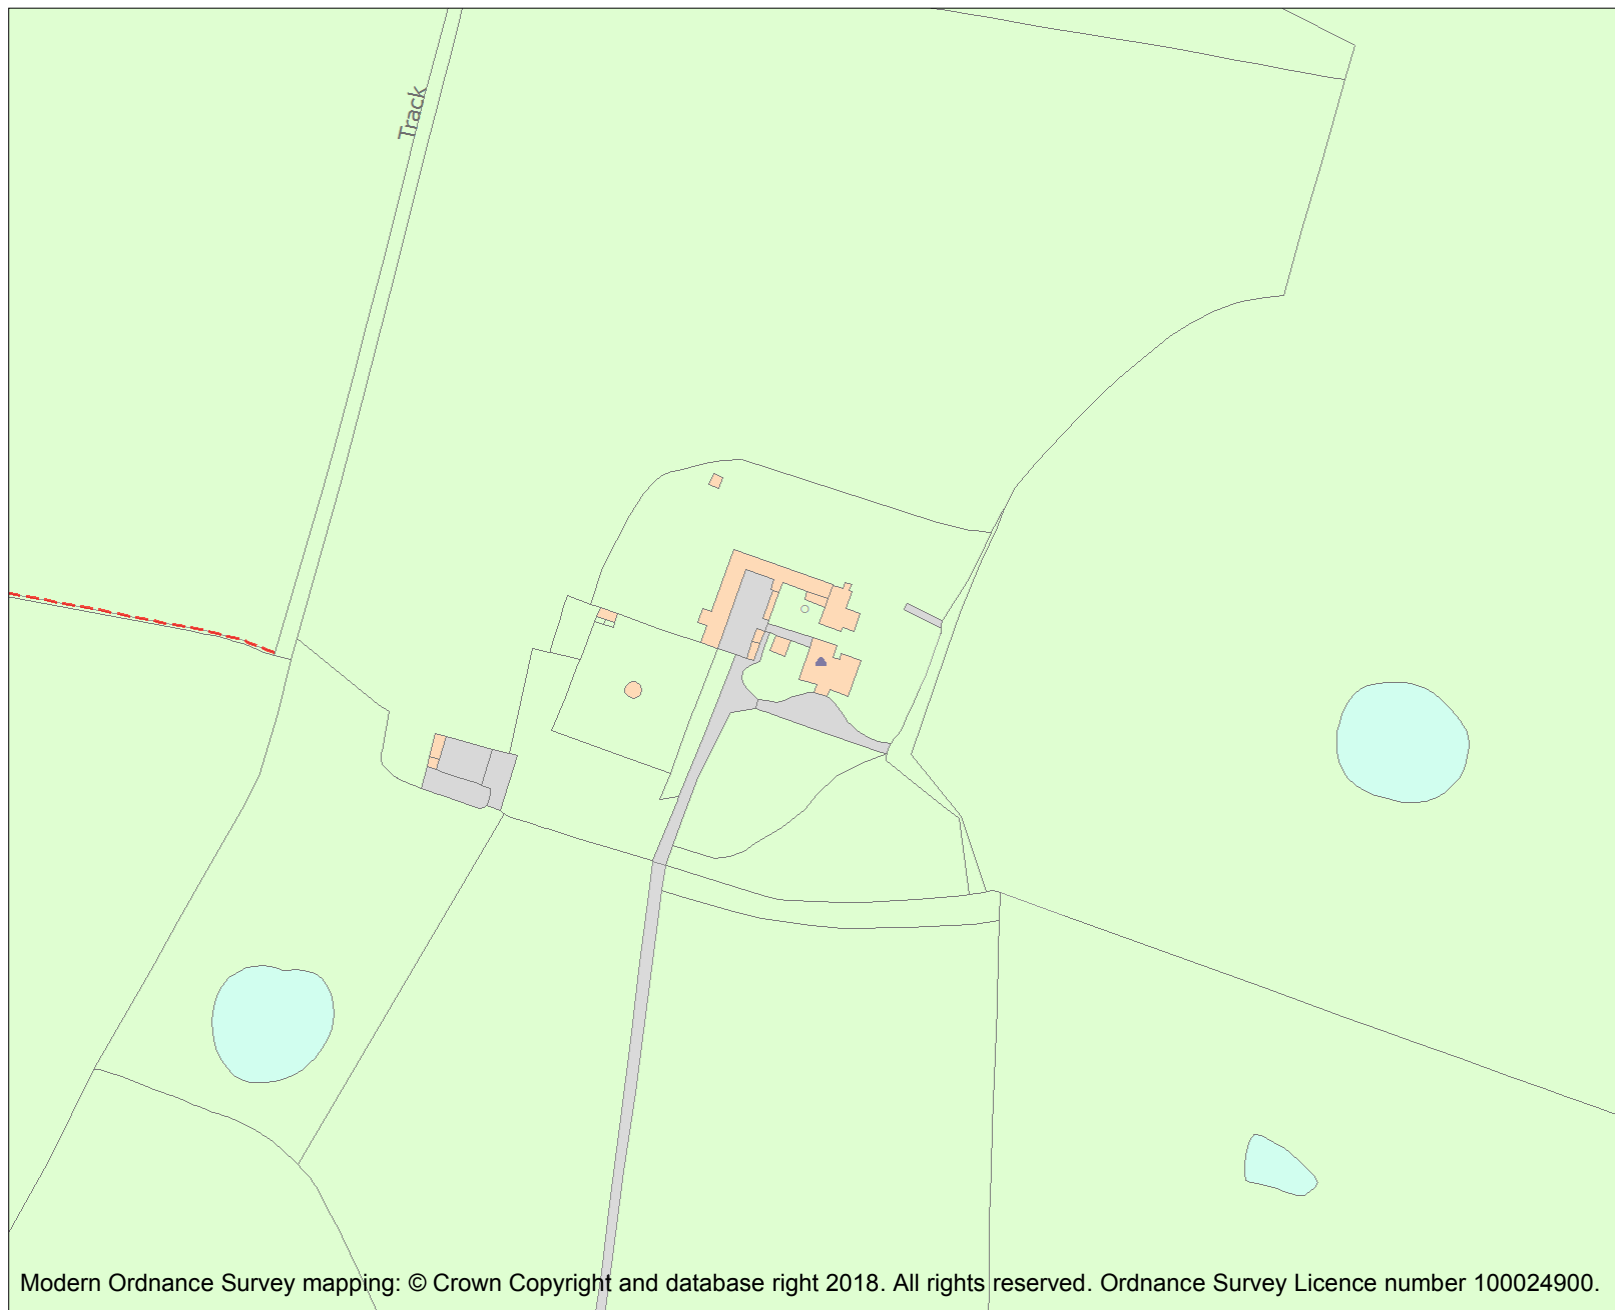 Track
Modern Ordnance Survey mapping: © Crown Copyright and database right 2018. All rights reserved. Ordnance Survey Licence number 100024900.